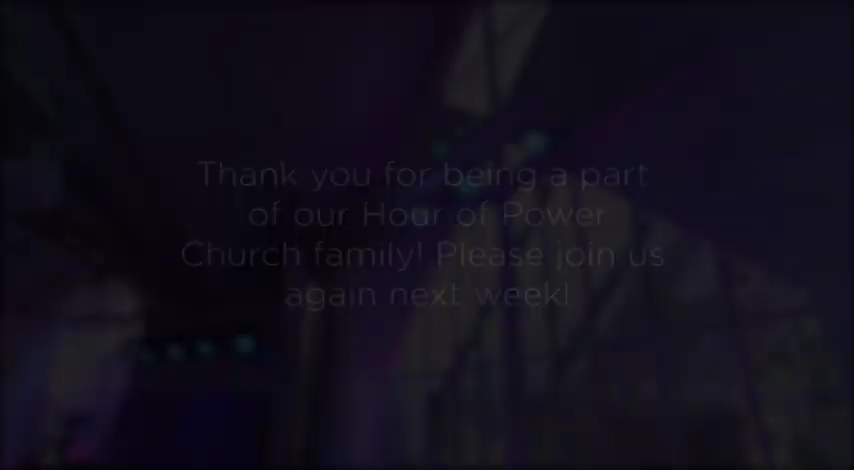 Thank you for being a part
of our Hour of Power
Church family! Please join us
again next week!